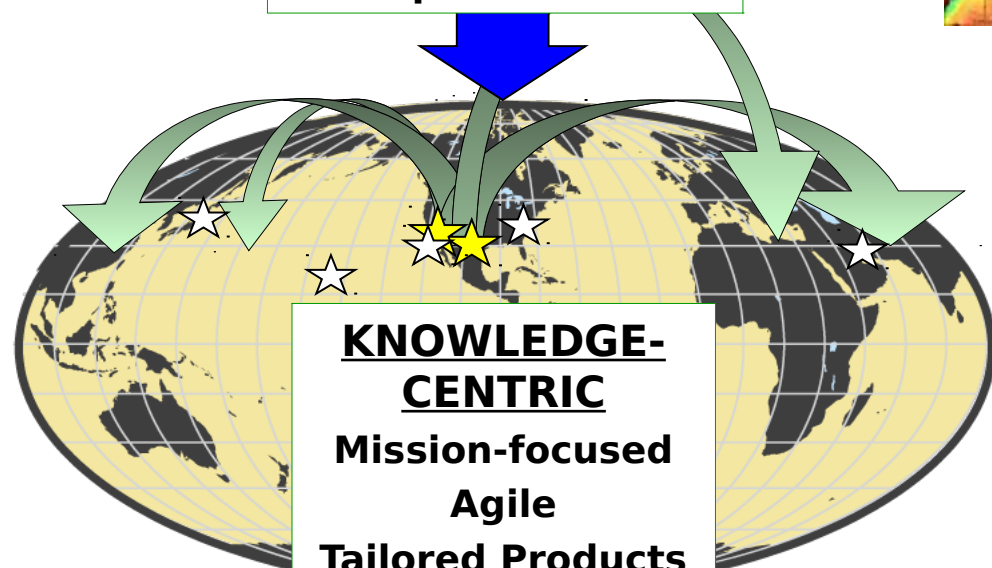 KNOWLEDGE-
CENTRIC
Mission-focused
Agile
Tailored Products